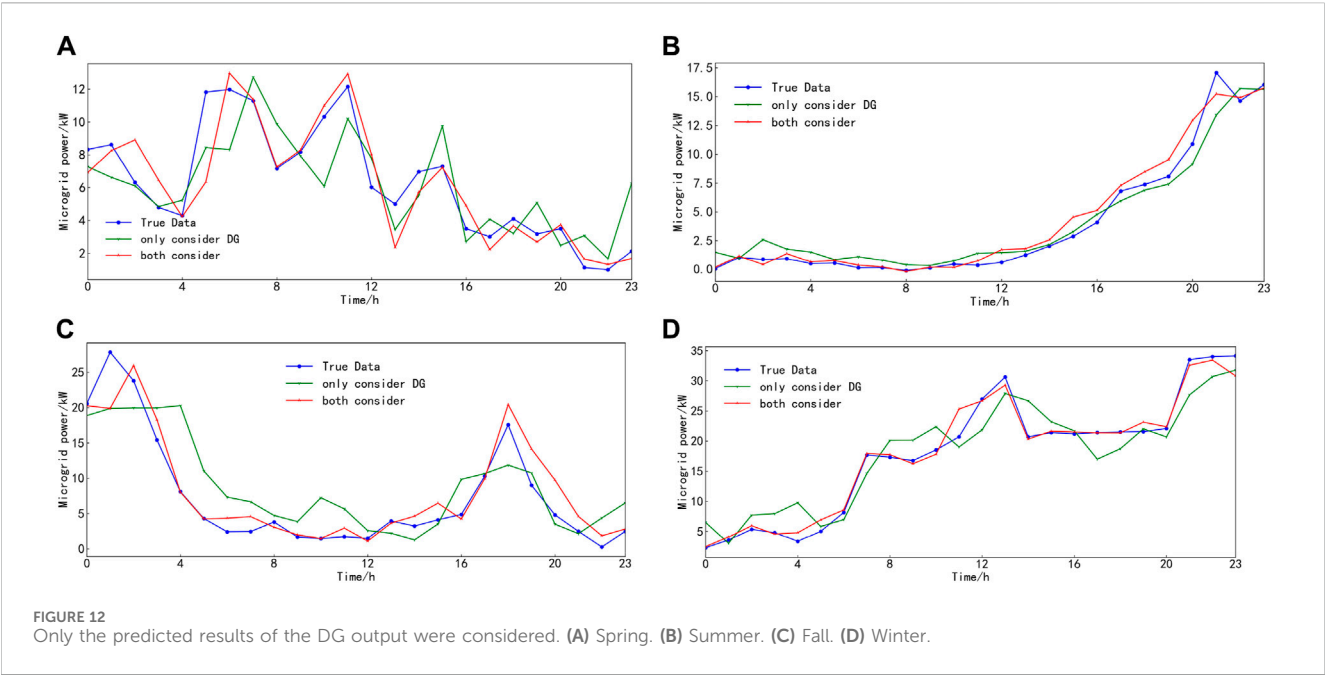 A
Microgrid power/kW
12
10
8
6
4
2
True Data
only consider DG
both consider
0
4
8
12
16
20
23
Time/h
B
Microgrid power/kW
17.5
15.0
12.5
10.0
7.5
5.0
2.5
0.0
True Data
only consider DG
both consider
0
4
8
12
16
20
23
Time/h
C
Microgrid power/kW
25
20
15
10
5
0
True Data
only consider DG
both consider
0
4
8
12
16
20
23
Time/h
D
Microgrid power/kW
35
30
25
20
15
10
5
True Data
only consider DG
both consider
0
4
8
12
16
20
23
Time/h
FIGURE 12
Only the predicted results of the DG output were considered. (A) Spring. (B) Summer. (C) Fall. (D) Winter.